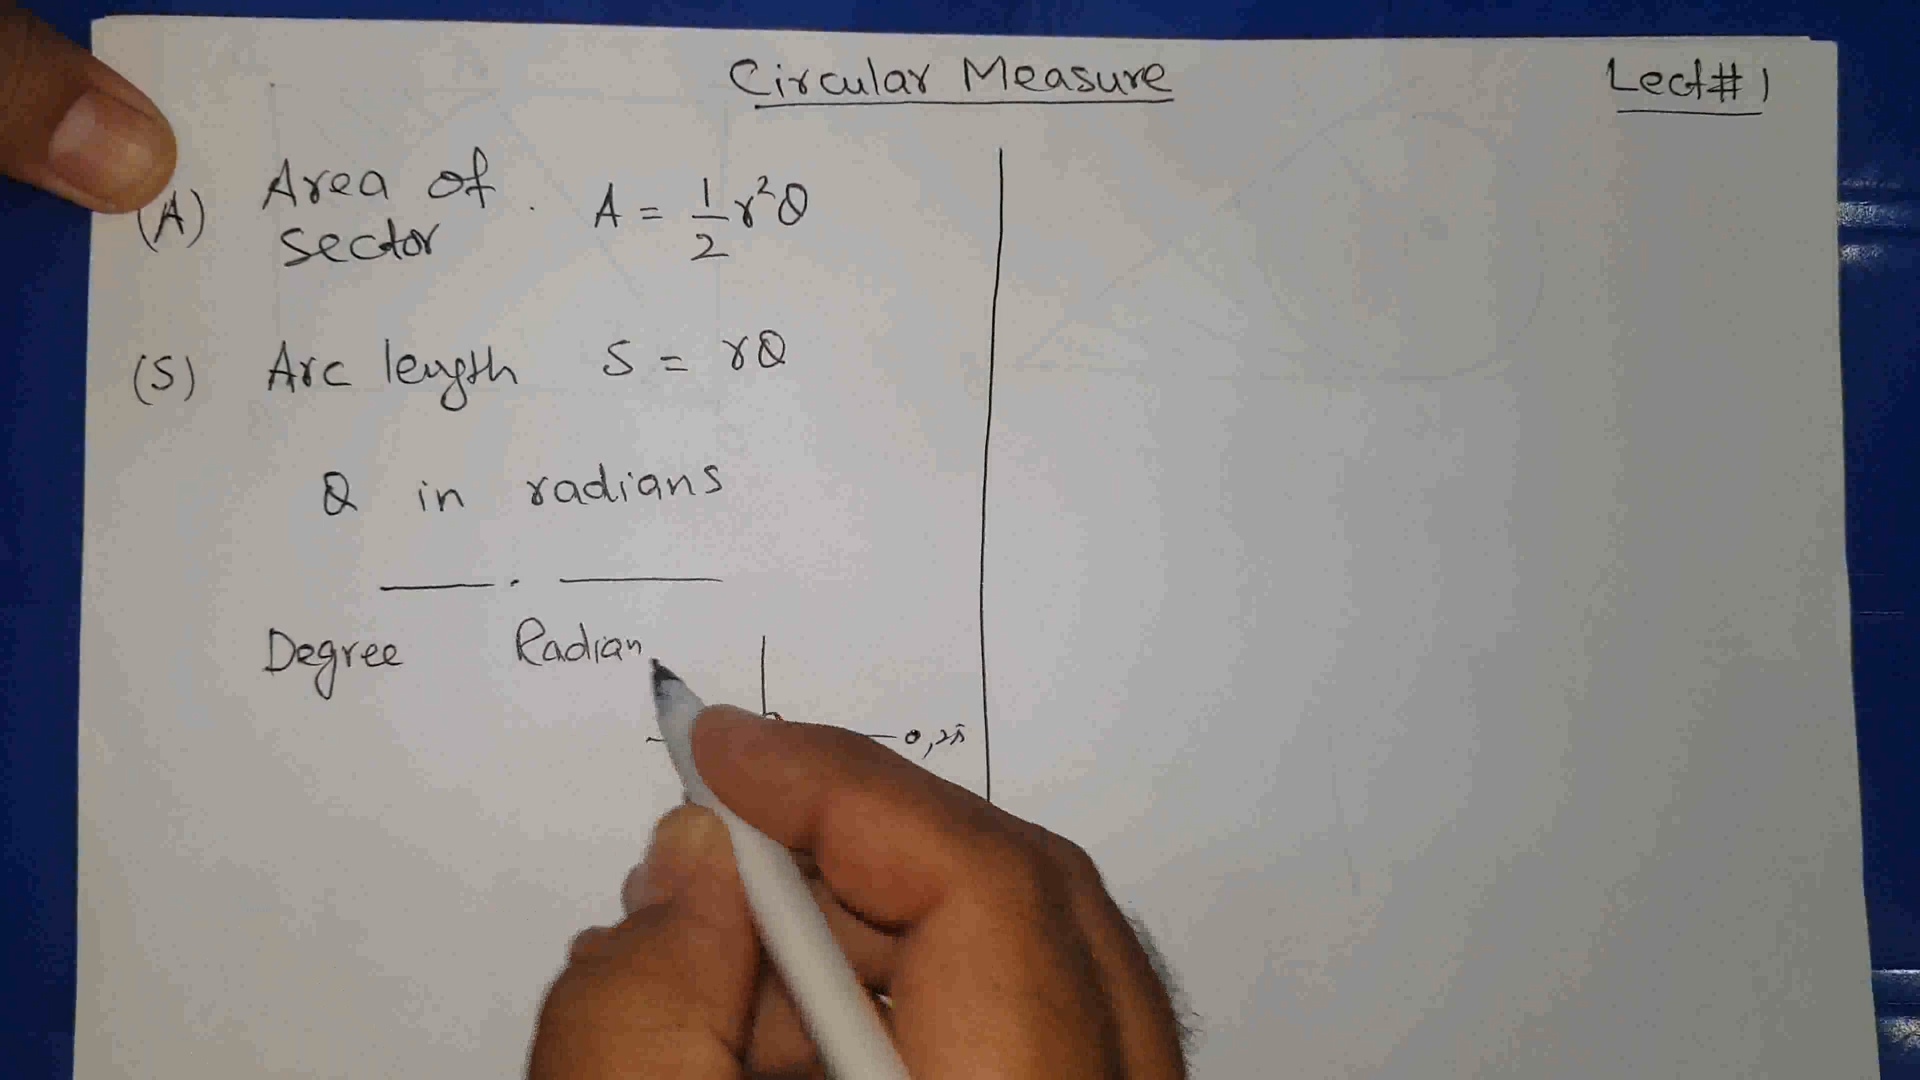 Circular Measure
Lect# 1
(A) Area of sector . A = 1/2 r²θ
(S) Arc length S = rθ
θ in radians
Degree Radian
0, 2π